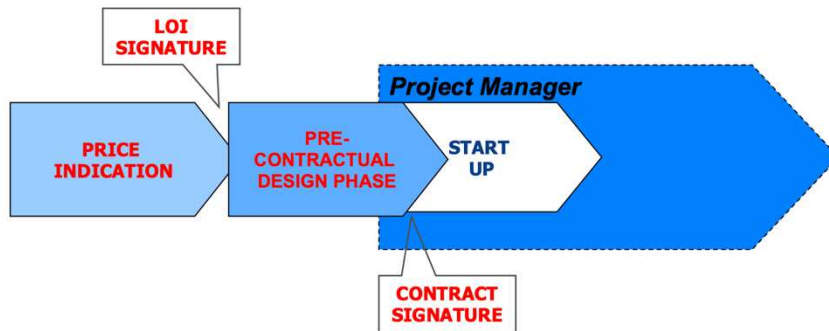 LOI
SIGNATURE
Project Manager
PRICE
INDICATION
PRE-
CONTRACTUAL
DESIGN PHASE
START
UP
CONTRACT
SIGNATURE